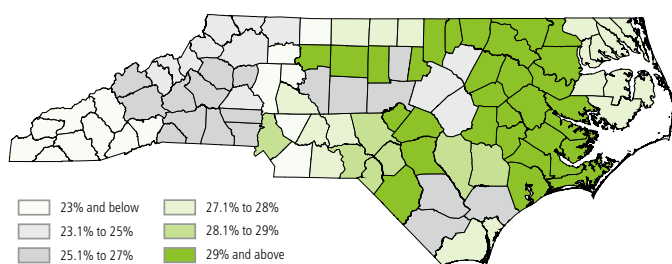 23% and below
27.1% to 28%
23.1% to 25%
28.1% to 29%
25.1% to 27%
29% and above